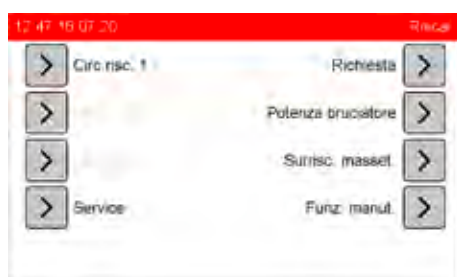 12:47 16.07.20 Riscal
Circ risc. 1 Richiesta
Potenza bruciatore
Surrisc. masset.
Service Funz. manut.